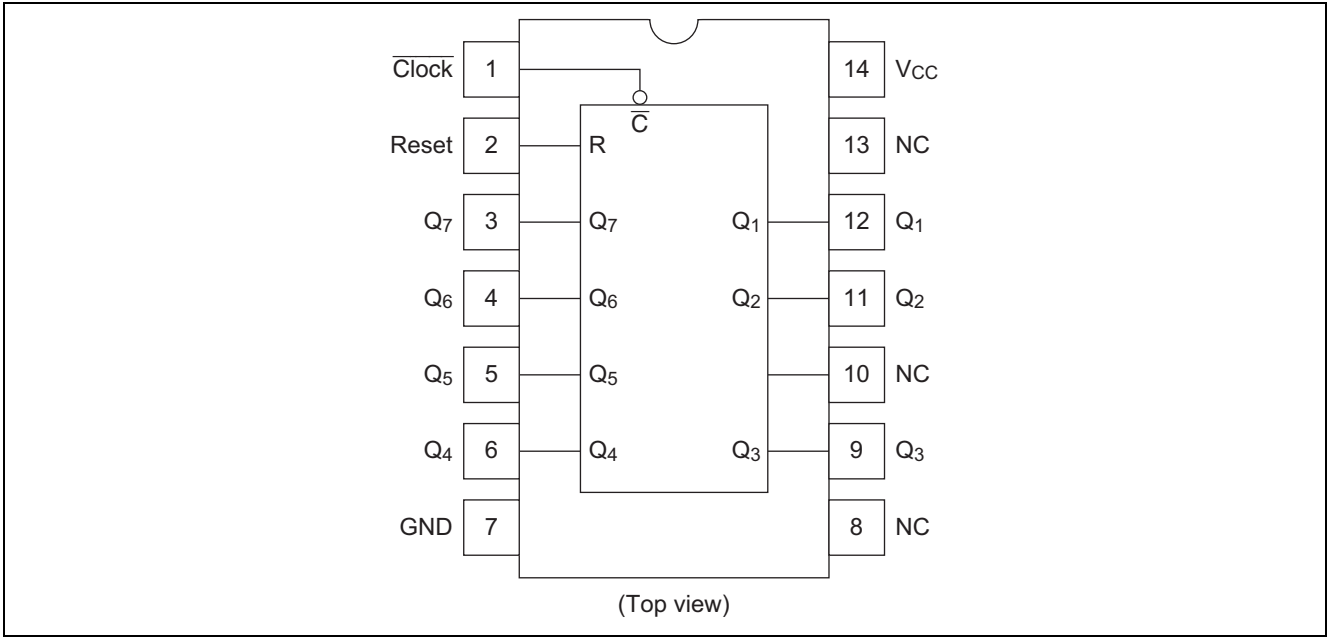 Clock 1 14 VCC
C
Reset 2 R 13 NC
Q7 3 Q7 Q1 12 Q1
Q6 4 Q6 Q2 11 Q2
Q5 5 Q5 10 NC
Q4 6 Q4 Q3 9 Q3
GND 7 8 NC
(Top view)